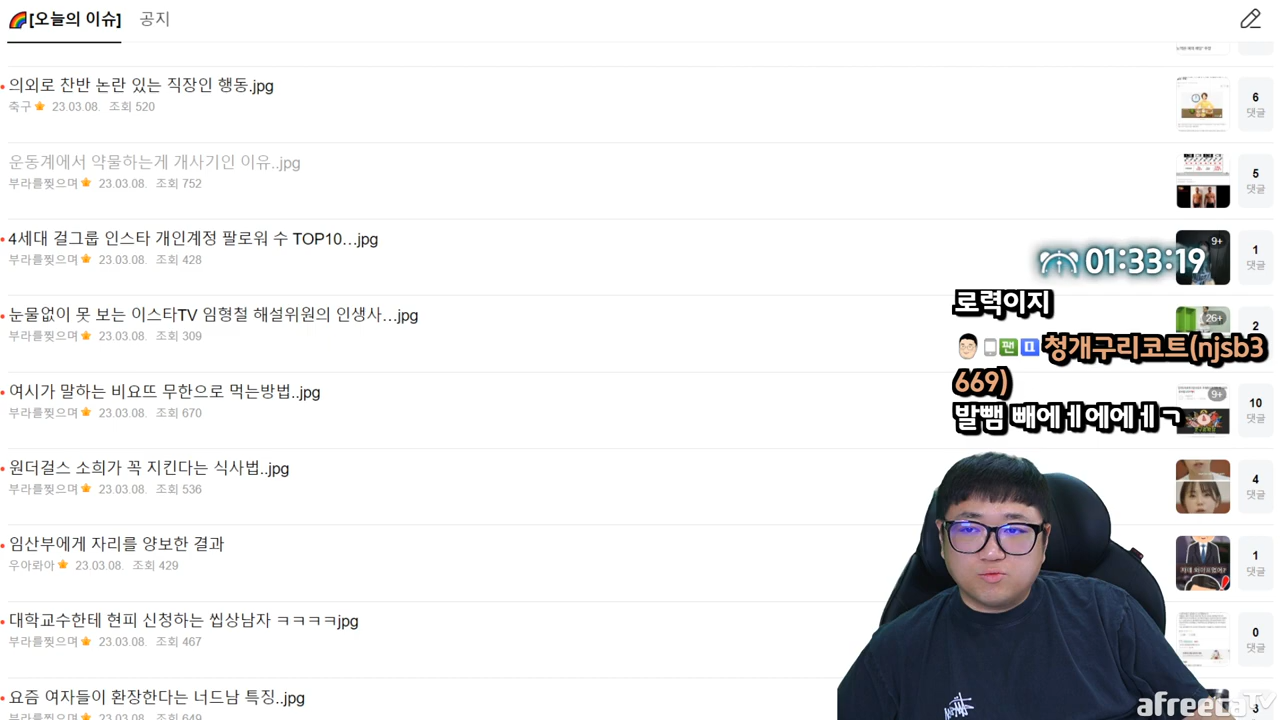 🌈[오늘의 이슈] 공지
의외로 찬반 논란 있는 직장인 행동.jpg
축구 23.03.08. 조회 520
6
댓글
운동계에서 약물하는게 개사기인 이유..jpg
부라를찢으며 23.03.08. 조회 752
5
댓글
4세대 걸그룹 인스타 개인계정 팔로워 수 TOP10...jpg
부라를찢으며 23.03.08. 조회 428
9+
1
댓글
01:33:19
로력이지
눈물없이 못 보는 이스타TV 임형철 해설위원의 인생사...jpg
부라를찢으며 23.03.08. 조회 309
26+
2
팬 청개구리코트(njsb3
669)
발뺌 빼에ㅔ에에ㅔㄱ
여시가 말하는 비요뜨 무한으로 먹는방법..jpg
부라를찢으며 23.03.08. 조회 670
9+
10
댓글
원더걸스 소희가 꼭 지킨다는 식사법..jpg
부라를찢으며 23.03.08. 조회 536
4
댓글
임산부에게 자리를 양보한 결과
우아롸아 23.03.08. 조회 429
1
댓글
대학교수한테 현피 신청하는 씹상남자 ㅋㅋㅋㅋjpg
부라를찢으며 23.03.08. 조회 467
0
댓글
요즘 여자들이 환장한다는 너드남 특징..jpg
부라를찢으며 23.03.08. 조회 649
3
afreecaTV